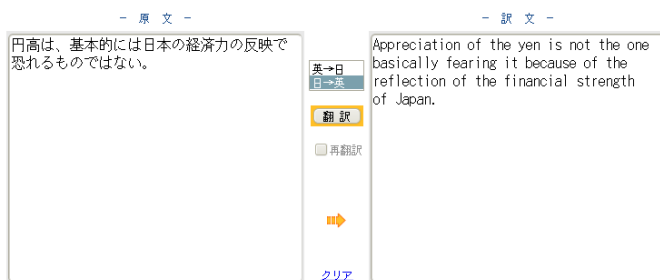 － 原 文 －
－ 訳 文 －
円高は、基本的には日本の経済力の反映で
恐れるものではない。
英→日
日→英
翻 訳
再翻訳
クリア
Appreciation of the yen is not the one
basically fearing it because of the
reflection of the financial strength
of Japan.